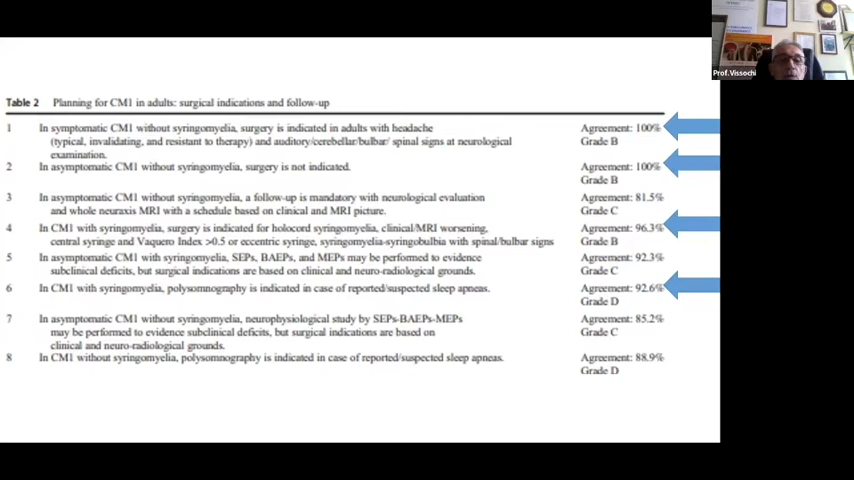 Prof.Vissochi
Table 2 Planning for CM1 in adults: surgical indications and follow-up
1 In symptomatic CM1 without syringomyelia, surgery is indicated in adults with headache Agreement: 100%
(typical, invalidating, and resistant to therapy) and auditory/cerebellar/bulbar/ spinal signs at neurological Grade B
examination.
2 In asymptomatic CM1 without syringomyelia, surgery is not indicated. Agreement: 100%
Grade B
3 In asymptomatic CM1 without syringomyelia, a follow-up is mandatory with neurological evaluation Agreement: 81.5%
and whole neuraxis MRI with a schedule based on clinical and MRI picture. Grade C
4 In CM1 with syringomyelia, surgery is indicated for holocord syringomyelia, clinical/MRI worsening, Agreement: 96.3%
central syringe and Vaquero Index >0.5 or eccentric syringe, syringomyelia-syringobulbia with spinal/bulbar signs Grade B
5 In asymptomatic CM1 with syringomyelia, SEPs, BAEPs, and MEPs may be performed to evidence Agreement: 92.3%
subclinical deficits, but surgical indications are based on clinical and neuro-radiological grounds. Grade C
6 In CM1 with syringomyelia, polysomnography is indicated in case of reported/suspected sleep apneas. Agreement: 92.6%
Grade D
7 In asymptomatic CM1 without syringomyelia, neurophysiological study by SEPs-BAEPs-MEPs Agreement: 85.2%
may be performed to evidence subclinical deficits, but surgical indications are based on Grade C
clinical and neuro-radiological grounds.
8 In CM1 without syringomyelia, polysomnography is indicated in case of reported/suspected sleep apneas. Agreement: 88.9%
Grade D